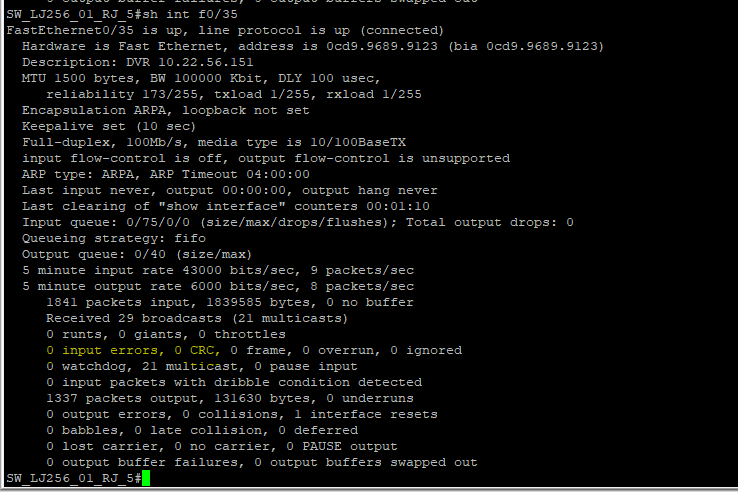 SW_LJ256_01_RJ_5#sh int f0/35
FastEthernet0/35 is up, line protocol is up (connected)
  Hardware is Fast Ethernet, address is 0cd9.9689.9123 (bia 0cd9.9689.9123)
  Description: DVR 10.22.56.151
  MTU 1500 bytes, BW 100000 Kbit, DLY 100 usec,
     reliability 173/255, txload 1/255, rxload 1/255
  Encapsulation ARPA, loopback not set
  Keepalive set (10 sec)
  Full-duplex, 100Mb/s, media type is 10/100BaseTX
  input flow-control is off, output flow-control is unsupported
  ARP type: ARPA, ARP Timeout 04:00:00
  Last input never, output 00:00:00, output hang never
  Last clearing of "show interface" counters 00:01:10
  Input queue: 0/75/0/0 (size/max/drops/flushes); Total output drops: 0
  Queueing strategy: fifo
  Output queue: 0/40 (size/max)
  5 minute input rate 43000 bits/sec, 9 packets/sec
  5 minute output rate 6000 bits/sec, 8 packets/sec
     1841 packets input, 1839585 bytes, 0 no buffer
     Received 29 broadcasts (21 multicasts)
     0 runts, 0 giants, 0 throttles
     0 input errors, 0 CRC, 0 frame, 0 overrun, 0 ignored
     0 watchdog, 21 multicast, 0 pause input
     0 input packets with dribble condition detected
     1337 packets output, 131630 bytes, 0 underruns
     0 output errors, 0 collisions, 1 interface resets
     0 babbles, 0 late collision, 0 deferred
     0 lost carrier, 0 no carrier, 0 PAUSE output
     0 output buffer failures, 0 output buffers swapped out
SW_LJ256_01_RJ_5#